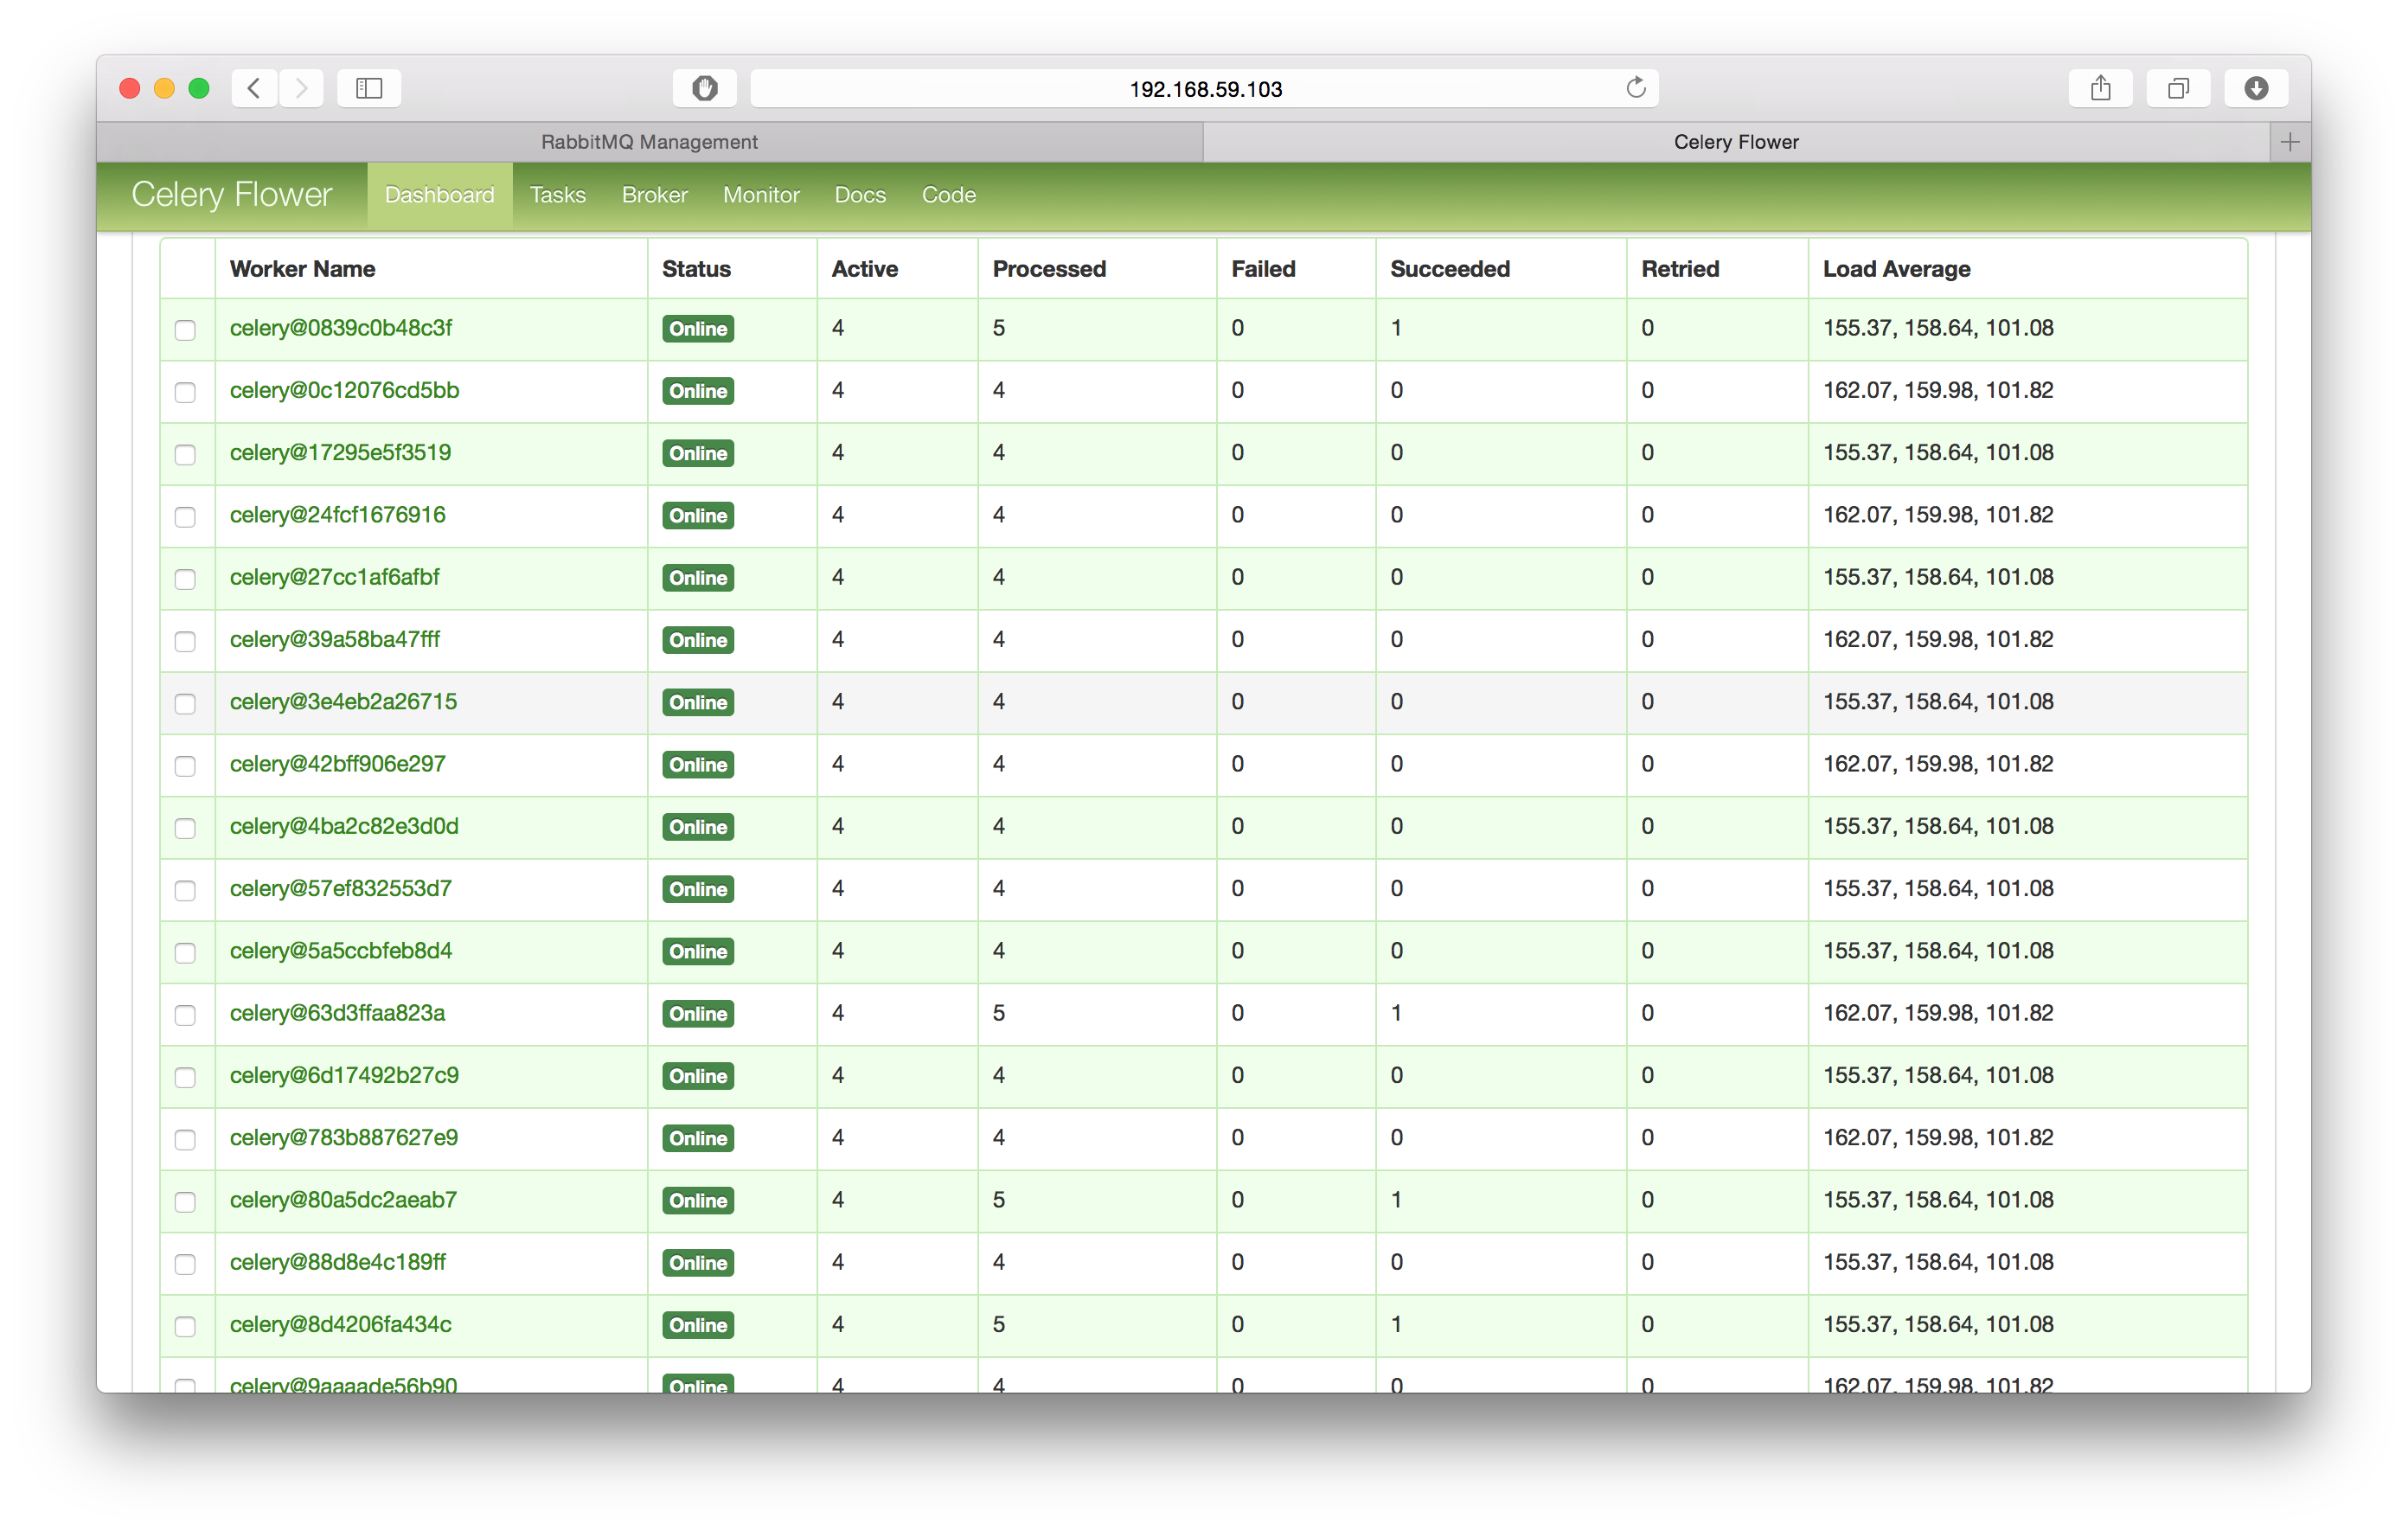 192.168.59.103
RabbitMQ Management Celery Flower
Celery Flower Dashboard Tasks Broker Monitor Docs Code
Worker Name Status Active Processed Failed Succeeded Retried Load Average
celery@0839c0b48c3f Online 4 5 0 1 0 155.37, 158.64, 101.08
celery@0c12076cd5bb Online 4 4 0 0 0 162.07, 159.98, 101.82
celery@17295e5f3519 Online 4 4 0 0 0 155.37, 158.64, 101.08
celery@24fcf1676916 Online 4 4 0 0 0 162.07, 159.98, 101.82
celery@27cc1af6afbf Online 4 4 0 0 0 155.37, 158.64, 101.08
celery@39a58ba47fff Online 4 4 0 0 0 162.07, 159.98, 101.82
celery@3e4eb2a26715 Online 4 4 0 0 0 155.37, 158.64, 101.08
celery@42bff906e297 Online 4 4 0 0 0 162.07, 159.98, 101.82
celery@4ba2c82e3d0d Online 4 4 0 0 0 155.37, 158.64, 101.08
celery@57ef832553d7 Online 4 4 0 0 0 155.37, 158.64, 101.08
celery@5a5ccbfeb8d4 Online 4 4 0 0 0 155.37, 158.64, 101.08
celery@63d3ffaa823a Online 4 5 0 1 0 162.07, 159.98, 101.82
celery@6d17492b27c9 Online 4 4 0 0 0 155.37, 158.64, 101.08
celery@783b887627e9 Online 4 4 0 0 0 162.07, 159.98, 101.82
celery@80a5dc2aeab7 Online 4 5 0 1 0 155.37, 158.64, 101.08
celery@88d8e4c189ff Online 4 4 0 0 0 155.37, 158.64, 101.08
celery@8d4206fa434c Online 4 5 0 1 0 155.37, 158.64, 101.08
celery@9aaaade56b90 Online 4 4 0 0 0 162.07, 159.98, 101.82